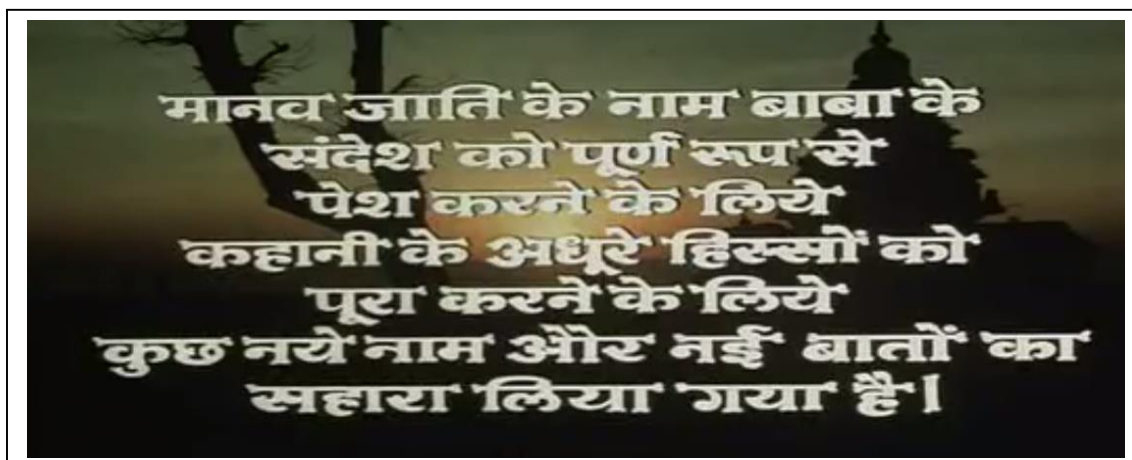 मानव जाति के नाम बाबा के
संदेश को पूर्ण रूप से
पेश करने के लिये
कहानी के अधूरे हिस्सों को
पूरा करने के लिये
कुछ नये नाम और नई बातों का
सहारा लिया गया है।